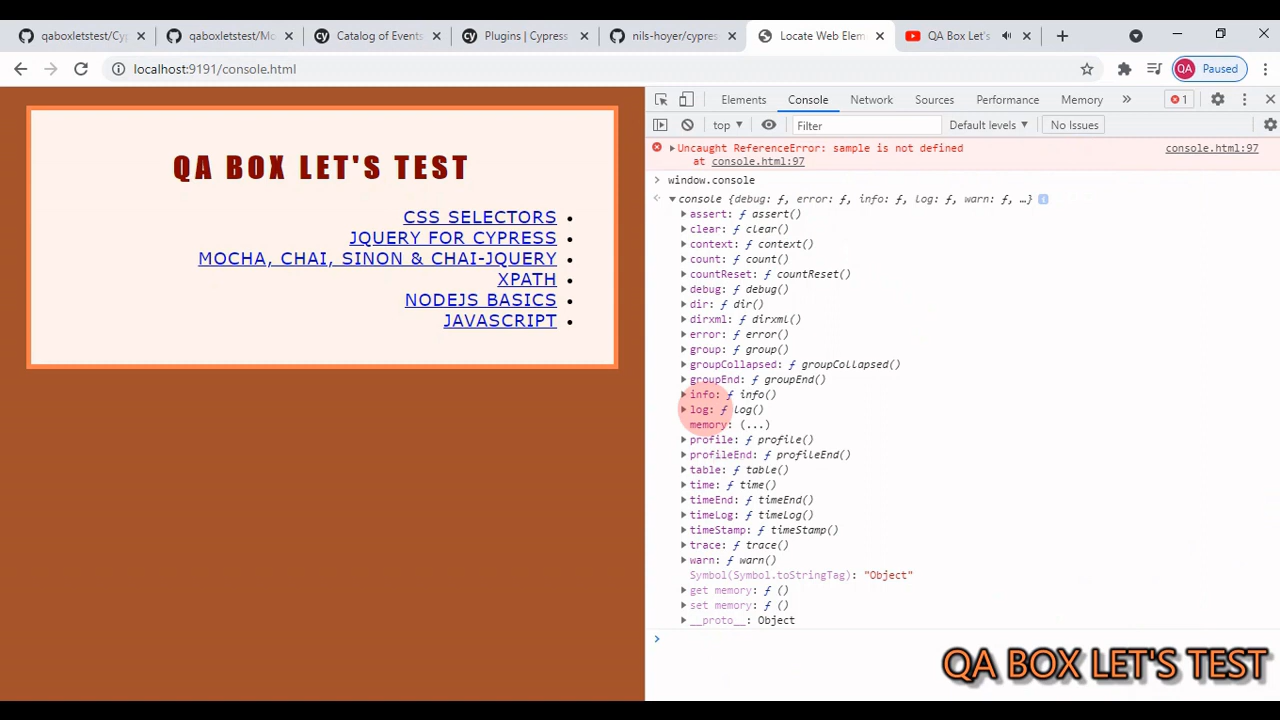 qaboxletstest/Cy
qaboxletstest/Mo
Catalog of Events
Plugins | Cypress
nils-hoyer/cypres
Locate Web Elem
QA Box Let's
localhost:9191/console.html
QA Paused
QA BOX LET'S TEST
CSS SELECTORS
JQUERY FOR CYPRESS
MOCHA, CHAI, SINON & CHAI-JQUERY
XPATH
NODEJS BASICS
JAVASCRIPT
Elements Console Network Sources Performance Memory » 1
top ▼ Filter Default levels ▼ No Issues
Uncaught ReferenceError: sample is not defined console.html:97
at console.html:97
window.console
console {debug: ƒ, error: ƒ, info: ƒ, log: ƒ, warn: ƒ, …}
assert: ƒ assert()
clear: ƒ clear()
context: ƒ context()
count: ƒ count()
countReset: ƒ countReset()
debug: ƒ debug()
dir: ƒ dir()
dirxml: ƒ dirxml()
error: ƒ error()
group: ƒ group()
groupCollapsed: ƒ groupCollapsed()
groupEnd: ƒ groupEnd()
info: ƒ info()
log: ƒ log()
memory: (...)
profile: ƒ profile()
profileEnd: ƒ profileEnd()
table: ƒ table()
time: ƒ time()
timeEnd: ƒ timeEnd()
timeLog: ƒ timeLog()
timeStamp: ƒ timeStamp()
trace: ƒ trace()
warn: ƒ warn()
Symbol(Symbol.toStringTag): "Object"
get memory: ƒ ()
set memory: ƒ ()
__proto__: Object
QA BOX LET'S TEST